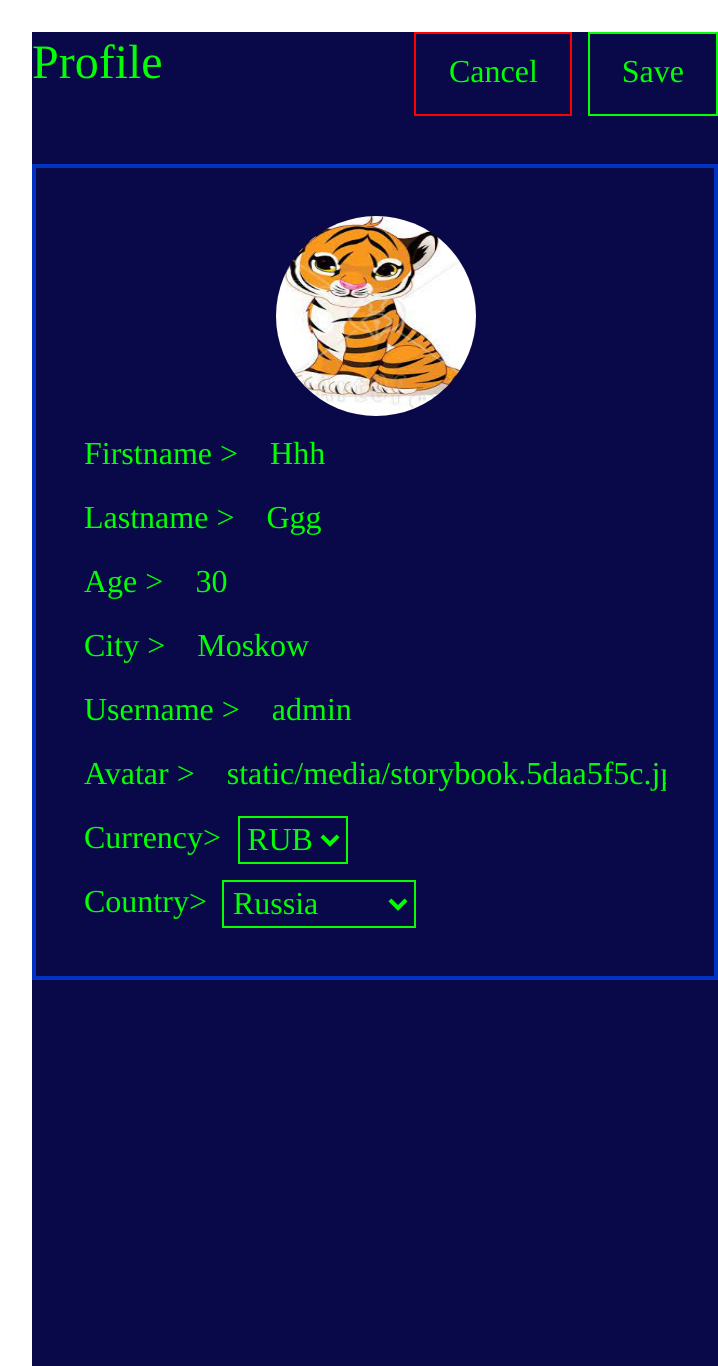 Profile
Cancel
Save
Firstname > Hhh
Lastname > Ggg
Age > 30
City > Moskow
Username > admin
Avatar > static/media/storybook.5daa5f5c.jp
Currency> RUB
Country> Russia